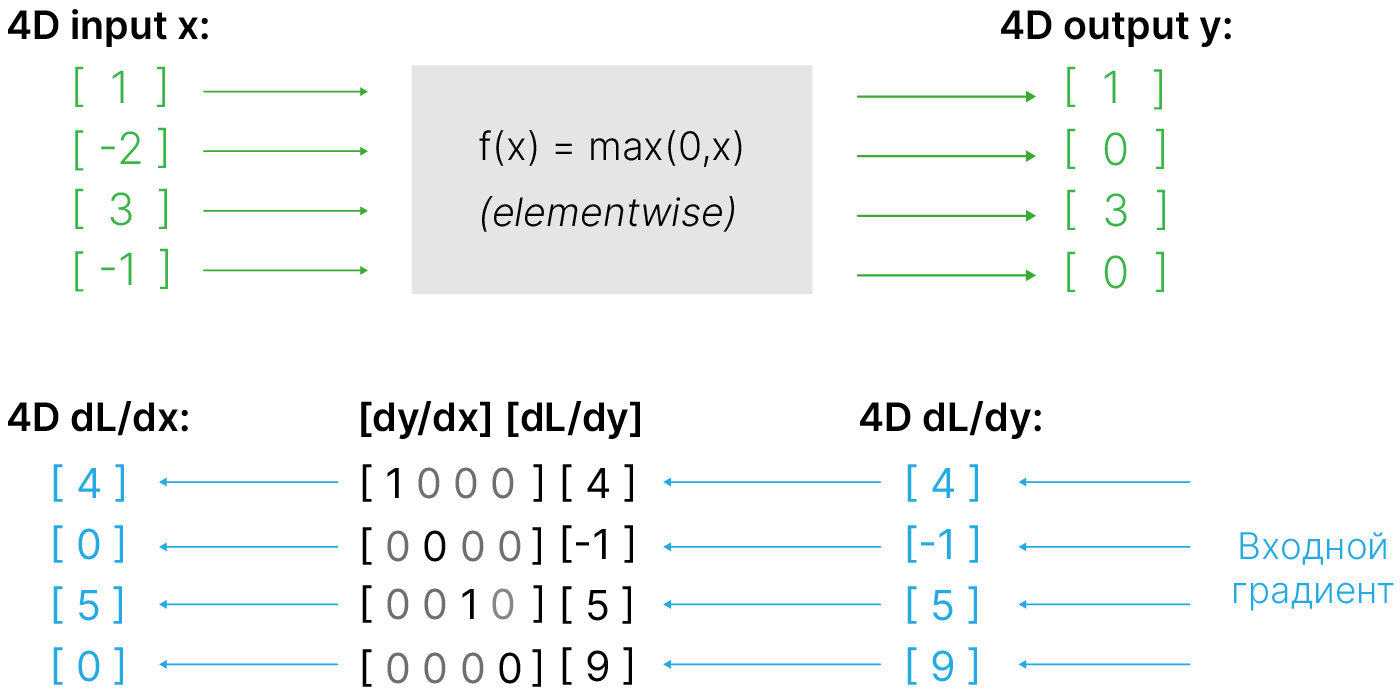 4D input x: 4D output y:
[ 1 ] [ 1 ]
[ -2 ] f(x) = max(0,x) [ 0 ]
[ 3 ] (elementwise) [ 3 ]
[ -1 ] [ 0 ]
4D dL/dx: [dy/dx] [dL/dy] 4D dL/dy:
[ 4 ] [ 1 0 0 0 ] [ 4 ] [ 4 ]
[ 0 ] [ 0 0 0 0 ] [-1 ] [-1 ] Входной
[ 5 ] [ 0 0 1 0 ] [ 5 ] [ 5 ] градиент
[ 0 ] [ 0 0 0 0 ] [ 9 ] [ 9 ]